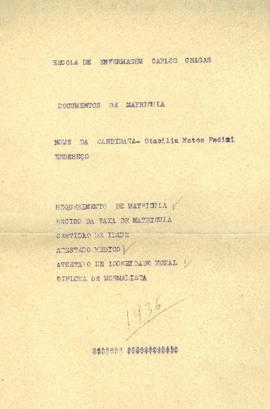 ESCOLA DE ENFERMAGEM CARLOS CHAGAS
DOCUMENTOS DE MATRICULA
NOME DA CANDIDATA- Otacilia Matos Padini
ENDEREÇO
REQUERIMENTO DE MATRICULA
RECIBO DA TAXA DE MATRICULA
CERTIDÃO DE IDADE
ATESTADO MEDICO
ATESTADO DE IDONEIDADE MORAL
DIPLOMA DE NORMALISTA
1936